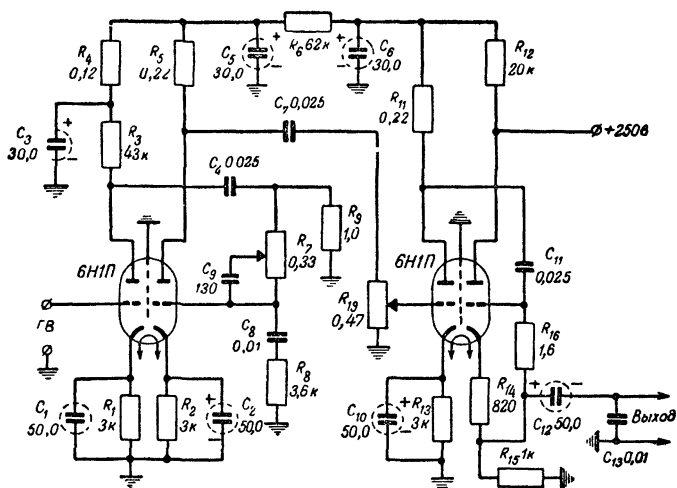 R4
0,12
R5
0,22
C5
30,0
R6 62к
C6
30,0
R12
20к
R11
0,22
C7 0,025
+250в
C3
30,0
R3
43к
C4 0025
R9
1,0
R7
0,33
C9
130
6Н1П
6Н1П
C11
0,025
ГВ
C8
0,01
R19
0,47
R16
1,6
R8
3,6к
R14
820
C1
50,0
R1
3к
R2
3к
C2
50,0
C10
50,0
R13
3к
C12 50,0
Выход
C13 0,01
R15 1к